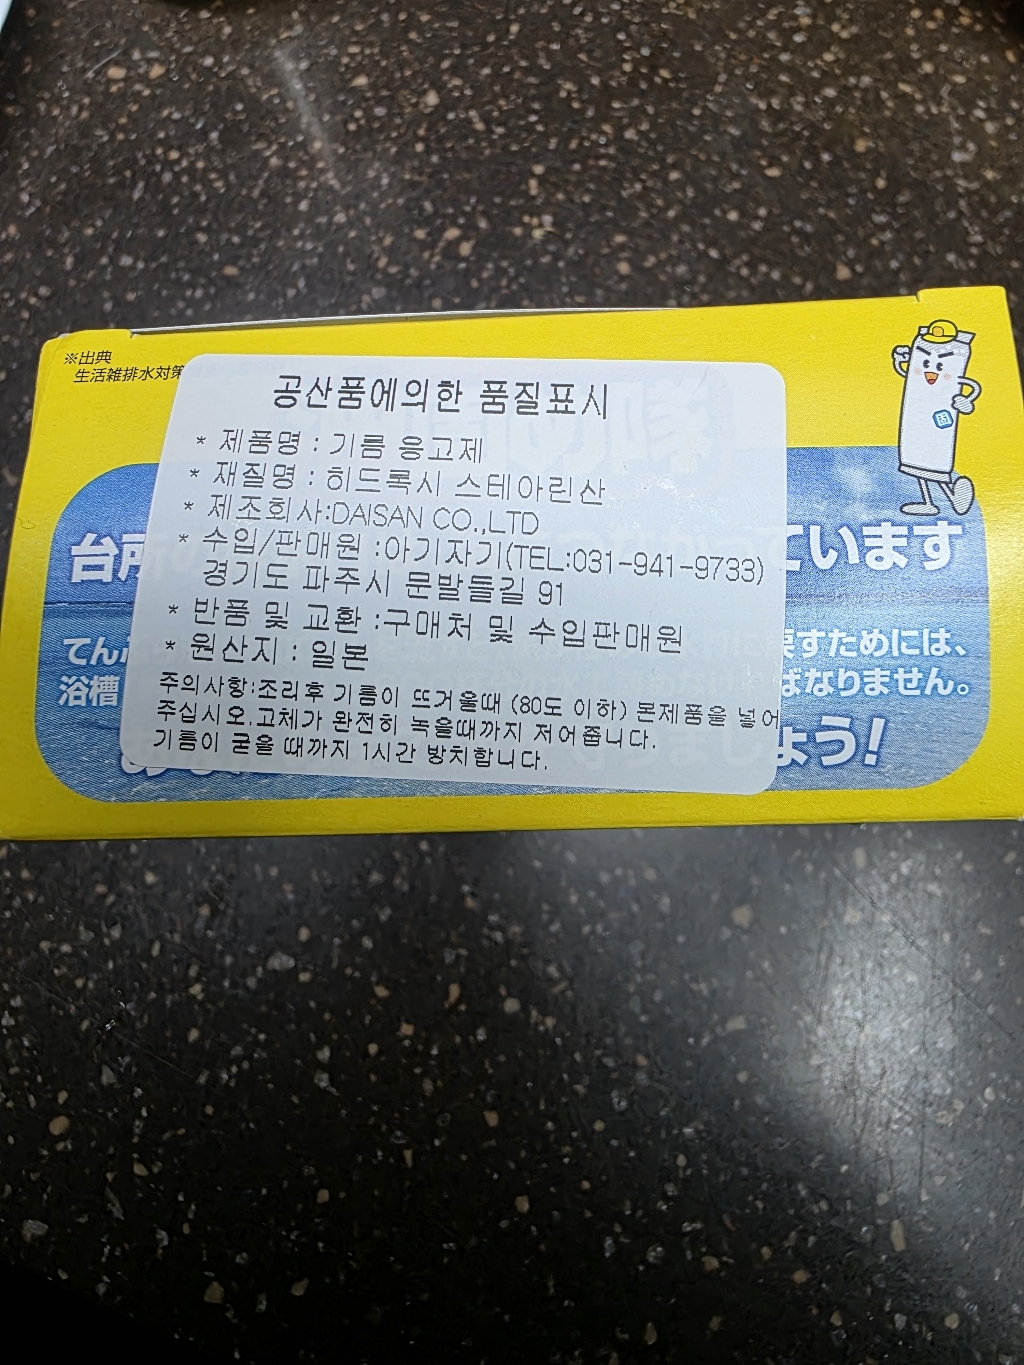 ※出典
生活雑排水対策
공산품에의한 품질표시
* 제품명 : 기름 응고제
* 재질명 : 히드록시 스테아린산
* 제조회사:DAISAN CO.,LTD
* 수입/판매원 :아기자기(TEL:031-941-9733)
경기도 파주시 문발들길 91
* 반품 및 교환 :구매처 및 수입판매원
* 원산지 : 일본
주의사항:조리후 기름이 뜨거울때 (80도 이하) 본제품을 넣어
주십시오.고체가 완전히 녹을때까지 저어줍니다.
기름이 굳을 때까지 1시간 방치합니다.
固
台所
ています
てん
戻すためには、
浴槽
ばなりません。
ょう!